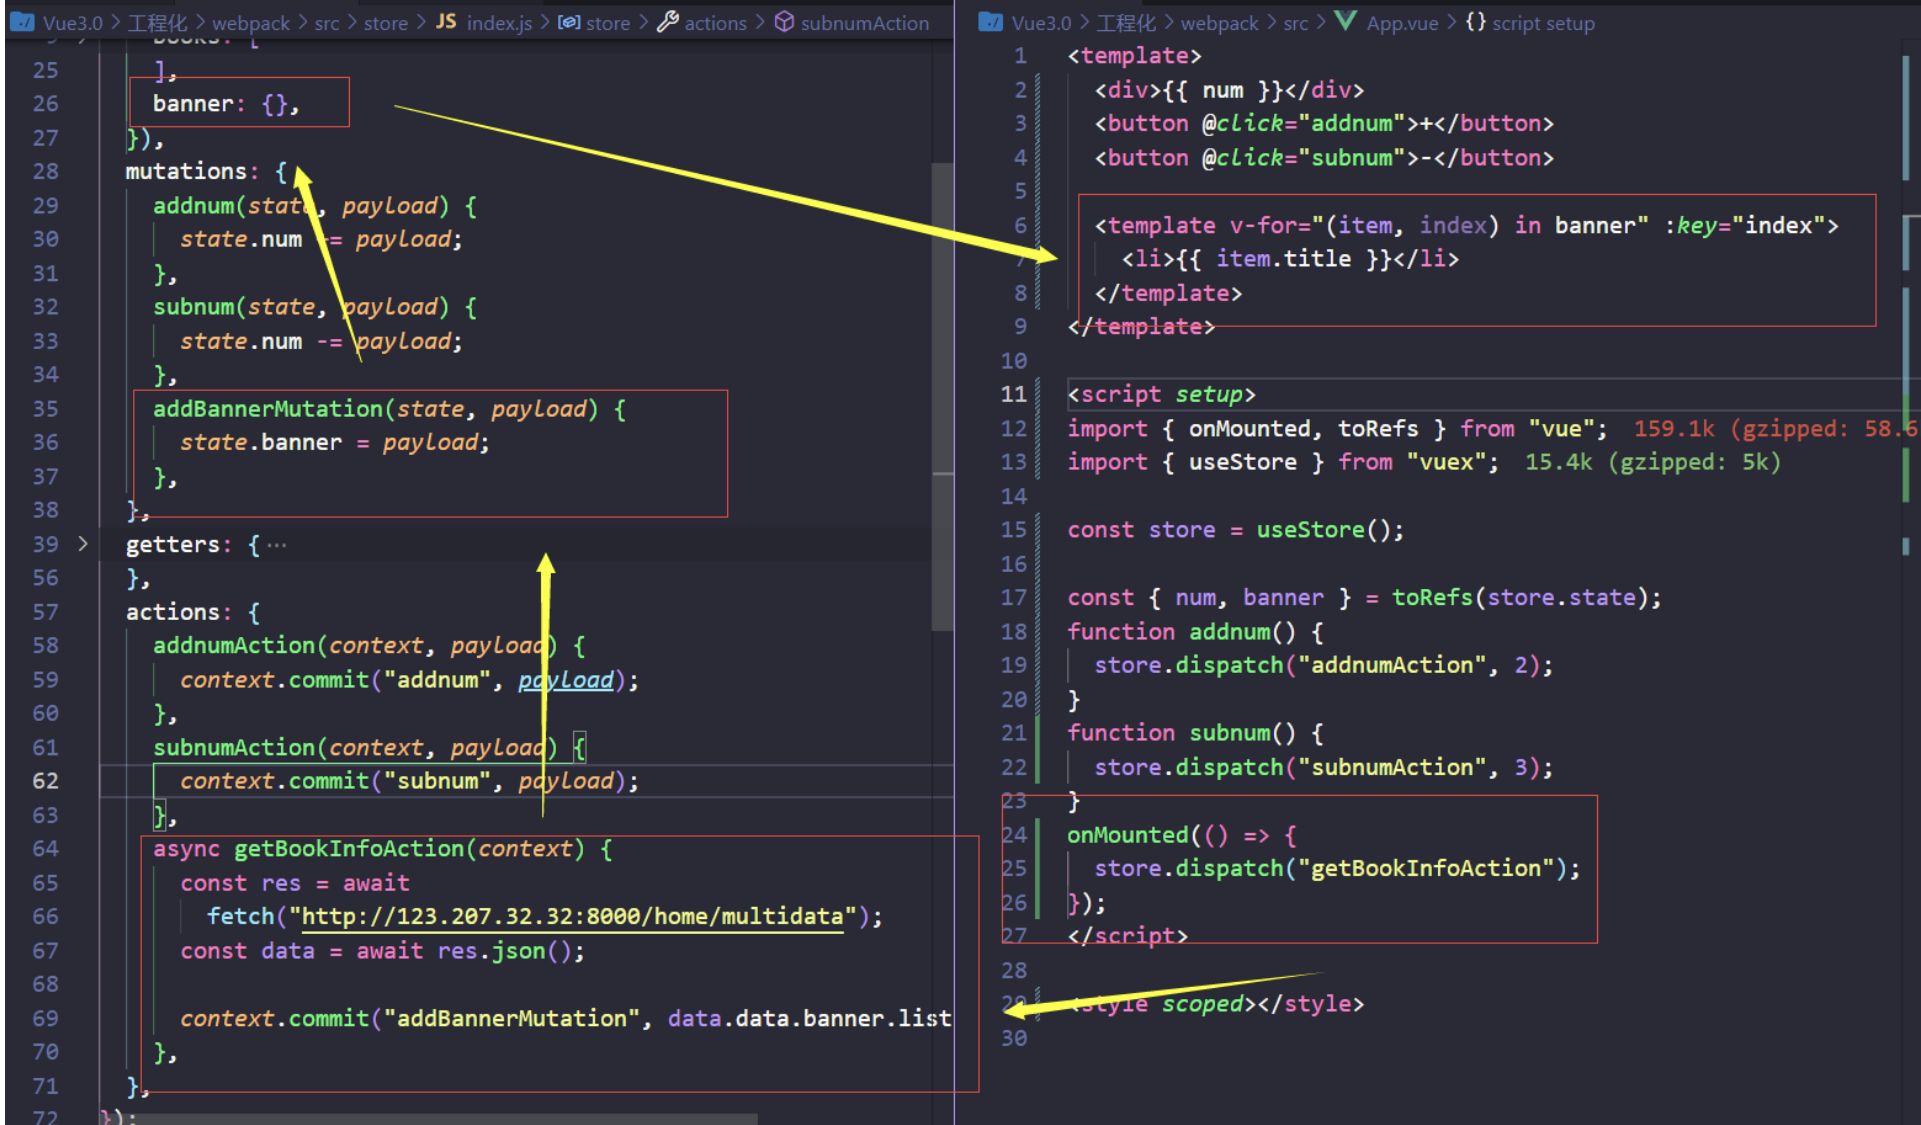 Vue3.0 > 工程化 > webpack > src > store > JS index.js > store > actions > subnumAction
books: [
25 ],
26 banner: {},
27 }),
28 mutations: {
29 addnum(state, payload) {
30 state.num += payload;
31 },
32 subnum(state, payload) {
33 state.num -= payload;
34 },
35 addBannerMutation(state, payload) {
36 state.banner = payload;
37 },
38 },
39 > getters: { ···
56 },
57 actions: {
58 addnumAction(context, payload) {
59 context.commit("addnum", payload);
60 },
61 subnumAction(context, payload) {
62 context.commit("subnum", payload);
63 },
64 async getBookInfoAction(context) {
65 const res = await
66 fetch("http://123.207.32.32:8000/home/multidata");
67 const data = await res.json();
68
69 context.commit("addBannerMutation", data.data.banner.list
70 },
71 },
72 });
Vue3.0 > 工程化 > webpack > src > App.vue > {} script setup
1 <template>
2 <div>{{ num }}</div>
3 <button @click="addnum">+</button>
4 <button @click="subnum">-</button>
5
6 <template v-for="(item, index) in banner" :key="index">
7 <li>{{ item.title }}</li>
8 </template>
9 </template>
10
11 <script setup>
12 import { onMounted, toRefs } from "vue"; 159.1k (gzipped: 58.6
13 import { useStore } from "vuex"; 15.4k (gzipped: 5k)
14
15 const store = useStore();
16
17 const { num, banner } = toRefs(store.state);
18 function addnum() {
19 store.dispatch("addnumAction", 2);
20 }
21 function subnum() {
22 store.dispatch("subnumAction", 3);
23 }
24 onMounted(() => {
25 store.dispatch("getBookInfoAction");
26 });
27 </script>
28
29 <style scoped></style>
30